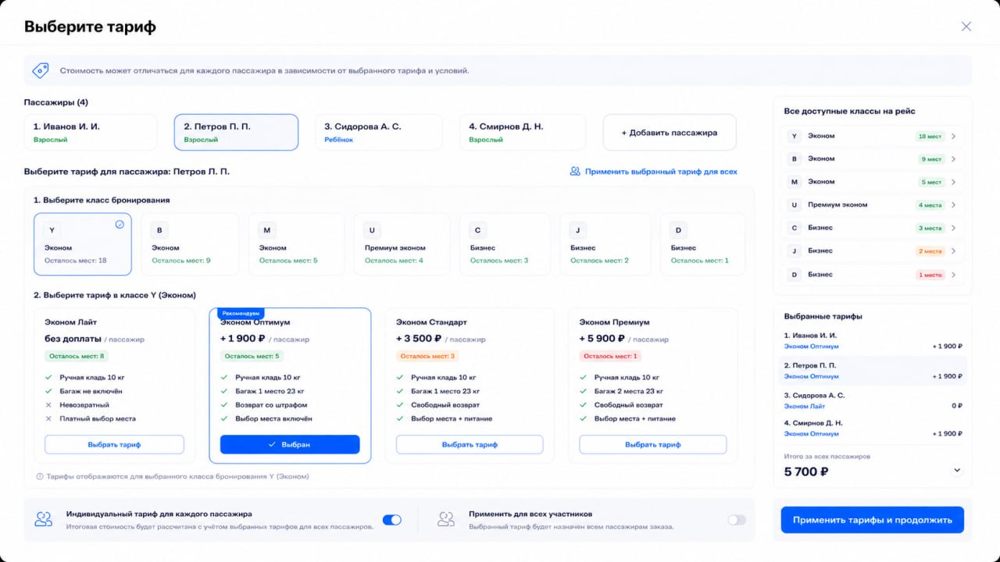 Выберите тариф
Стоимость может отличаться для каждого пассажира в зависимости от выбранного тарифа и условий.
Пассажиры (4)
1. Иванов И. И.
Взрослый
2. Петров П. П.
Взрослый
3. Сидорова А. С.
Ребёнок
4. Смирнов Д. Н.
Взрослый
+ Добавить пассажира
Выберите тариф для пассажира: Петров Л. П.
Применить выбранный тариф для всех
1. Выберите класс бронирования
Y
Эконом
Осталось мест: 18
B
Эконом
Осталось мест: 9
M
Эконом
Осталось мест: 5
U
Премиум эконом
Осталось мест: 4
C
Бизнес
Осталось мест: 3
J
Бизнес
Осталось мест: 2
D
Бизнес
Осталось мест: 1
2. Выберите тариф в классе Y (Эконом)
Эконом Лайт
без доплаты / пассажир
Осталось мест: 8
Ручная кладь 10 кг
Багаж не включён
Невозвратный
Платный выбор места
Выбрать тариф
Рекомендуем
Эконом Оптимум
+ 1 900 ₽ / пассажир
Осталось мест: 5
Ручная кладь 10 кг
Багаж 1 место 23 кг
Возврат со штрафом
Выбор места включён
Выбран
Эконом Стандарт
+ 3 500 ₽ / пассажир
Осталось мест: 3
Ручная кладь 10 кг
Багаж 1 место 23 кг
Свободный возврат
Выбор места + питание
Выбрать тариф
Эконом Премиум
+ 5 900 ₽ / пассажир
Осталось мест: 1
Ручная кладь 10 кг
Багаж 2 места 23 кг
Свободный возврат
Выбор места + питание
Выбрать тариф
Тарифы отображаются для выбранного класса бронирования Y (Эконом)
Индивидуальный тариф для каждого пассажира
Итоговая стоимость будет рассчитана с учётом выбранных тарифов для всех пассажиров.
Применить для всех участников
Выбранный тариф будет назначен всем пассажирам заказа.
Все доступные классы на рейс
Y Эконом 18 мест
B Эконом 9 мест
M Эконом 5 мест
U Премиум эконом 4 места
C Бизнес 3 места
J Бизнес 2 места
D Бизнес 1 место
Выбранные тарифы
1. Иванов И. И.
Эконом Оптимум + 1 900 ₽
2. Петров П. П.
Эконом Оптимум + 1 900 ₽
3. Сидорова А. С.
Эконом Лайт 0 ₽
4. Смирнов Д. Н.
Эконом Оптимум + 1 900 ₽
Итого за всех пассажиров
5 700 ₽
Применить тарифы и продолжить